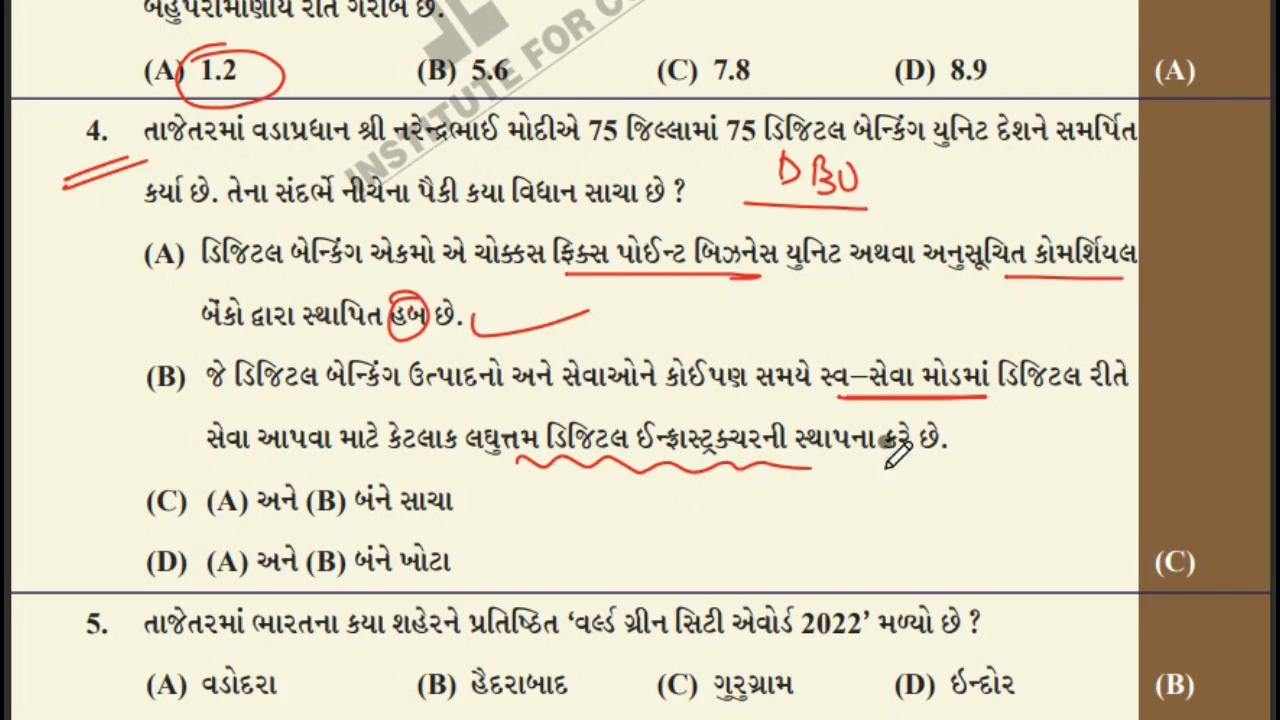 બહુપરીમાણીય રીતે ગરીબ છે.
(A) 1.2 (B) 5.6 (C) 7.8 (D) 8.9 (A)
4. તાજેતરમાં વડાપ્રધાન શ્રી નરેન્દ્રભાઈ મોદીએ 75 જિલ્લામાં 75 ડિજિટલ બેન્કિંગ યુનિટ દેશને સમર્પિત
DBU
કર્યા છે. તેના સંદર્ભે નીચેના પૈકી કયા વિધાન સાચા છે ?
(A) ડિજિટલ બેન્કિંગ એકમો એ ચોક્કસ ફિક્સ પોઈન્ટ બિઝનેસ યુનિટ અથવા અનુસૂચિત કોમર્શિયલ
બેંકો દ્વારા સ્થાપિત હબ છે.
(B) જે ડિજિટલ બેન્કિંગ ઉત્પાદનો અને સેવાઓને કોઈપણ સમયે સ્વ–સેવા મોડમાં ડિજિટલ રીતે
સેવા આપવા માટે કેટલાક લઘુત્તમ ડિજિટલ ઈન્ફ્રાસ્ટ્રક્ચરની સ્થાપના કરે છે.
(C) (A) અને (B) બંને સાચા
(D) (A) અને (B) બંને ખોટા (C)
5. તાજેતરમાં ભારતના કયા શહેરને પ્રતિષ્ઠિત ‘વર્લ્ડ ગ્રીન સિટી એવોર્ડ 2022’ મળ્યો છે ?
(A) વડોદરા (B) હૈદરાબાદ (C) ગુરુગ્રામ (D) ઇન્દોર (B)
INSTITUTE FOR